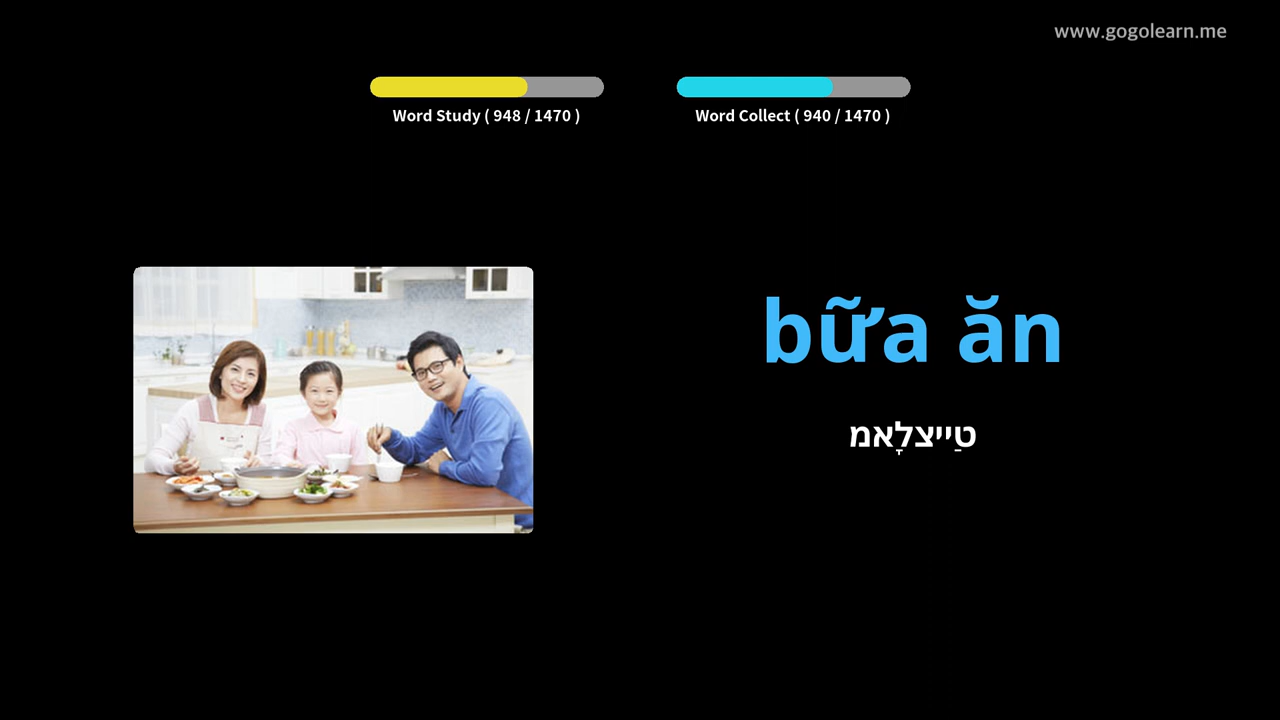 www.gogolearn.me
Word Study ( 948 / 1470 )
Word Collect ( 940 / 1470 )
bữa ăn
טַייצלָאמ